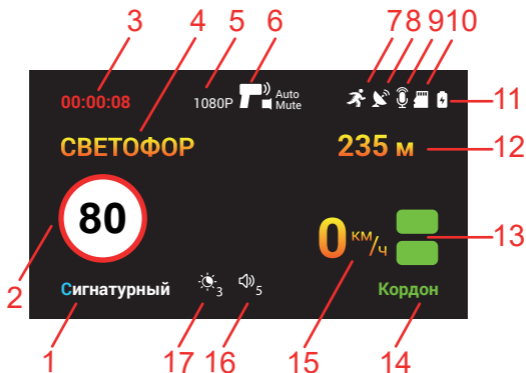 3 4 5 6 7 8 9 10
00:00:08 1080P Auto Mute 11
СВЕТОФОР 235 м 12
80
0 км/ч 13
2
Сигнатурный 3 5 Кордон
1 17 16 15 14